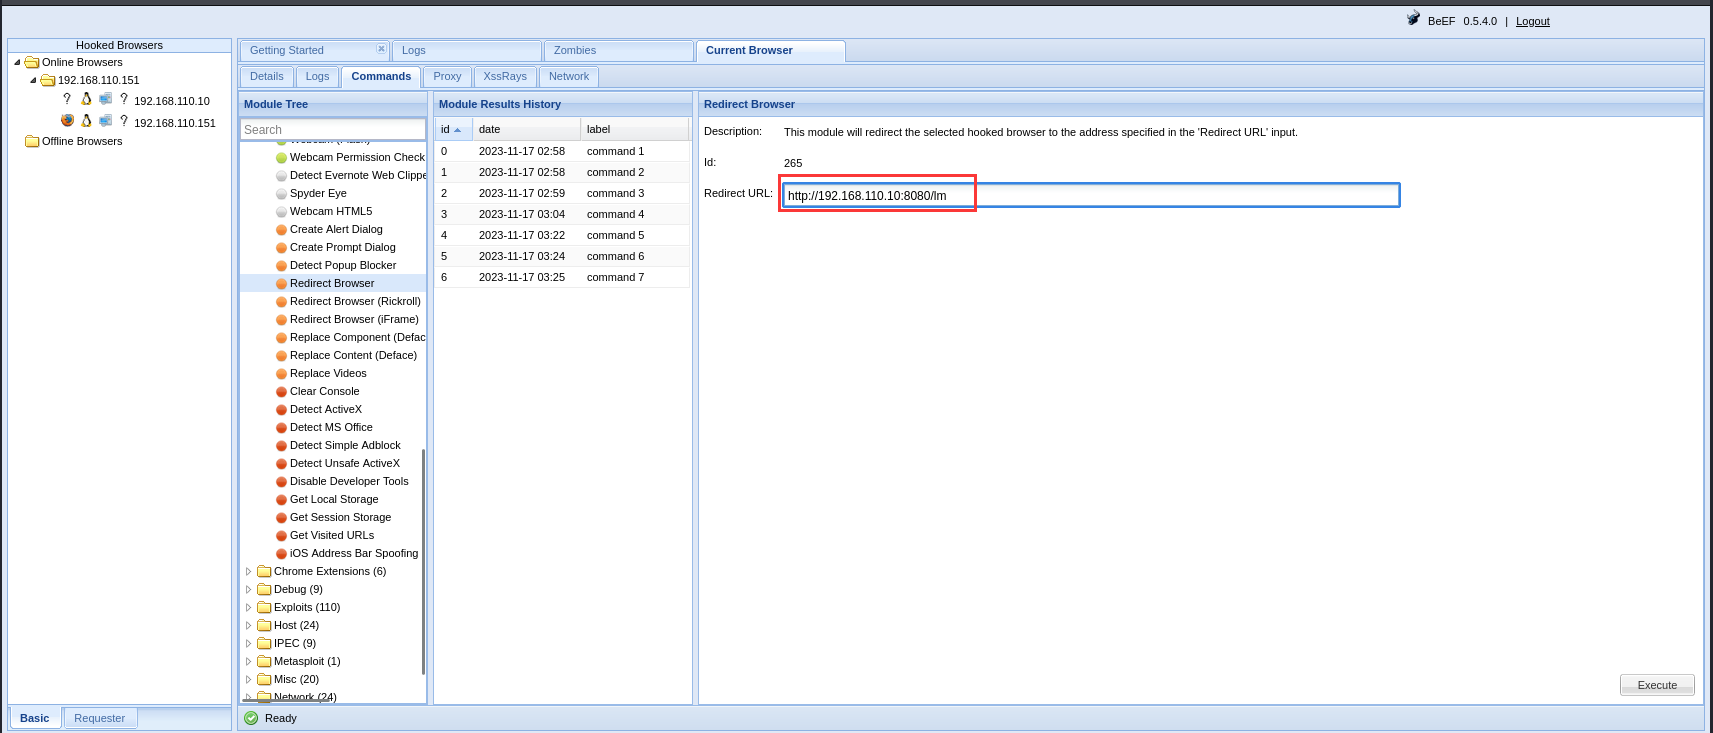 BeEF 0.5.4.0 | Logout
Hooked Browsers
Online Browsers
192.168.110.151
? ? 192.168.110.10
? 192.168.110.151
Offline Browsers
Basic
Requester
Getting Started
Logs
Zombies
Current Browser
Details
Logs
Commands
Proxy
XssRays
Network
Module Tree
Search
Webcam Permission Check
Detect Evernote Web Clippe
Spyder Eye
Webcam HTML5
Create Alert Dialog
Create Prompt Dialog
Detect Popup Blocker
Redirect Browser
Redirect Browser (Rickroll)
Redirect Browser (iFrame)
Replace Component (Defac
Replace Content (Deface)
Replace Videos
Clear Console
Detect ActiveX
Detect MS Office
Detect Simple Adblock
Detect Unsafe ActiveX
Disable Developer Tools
Get Local Storage
Get Session Storage
Get Visited URLs
iOS Address Bar Spoofing
Chrome Extensions (6)
Debug (9)
Exploits (110)
Host (24)
IPEC (9)
Metasploit (1)
Misc (20)
Network (24)
Module Results History
id date label
0 2023-11-17 02:58 command 1
1 2023-11-17 02:58 command 2
2 2023-11-17 02:59 command 3
3 2023-11-17 03:04 command 4
4 2023-11-17 03:22 command 5
5 2023-11-17 03:24 command 6
6 2023-11-17 03:25 command 7
Redirect Browser
Description: This module will redirect the selected hooked browser to the address specified in the 'Redirect URL' input.
Id: 265
Redirect URL: http://192.168.110.10:8080/lm
Execute
Ready